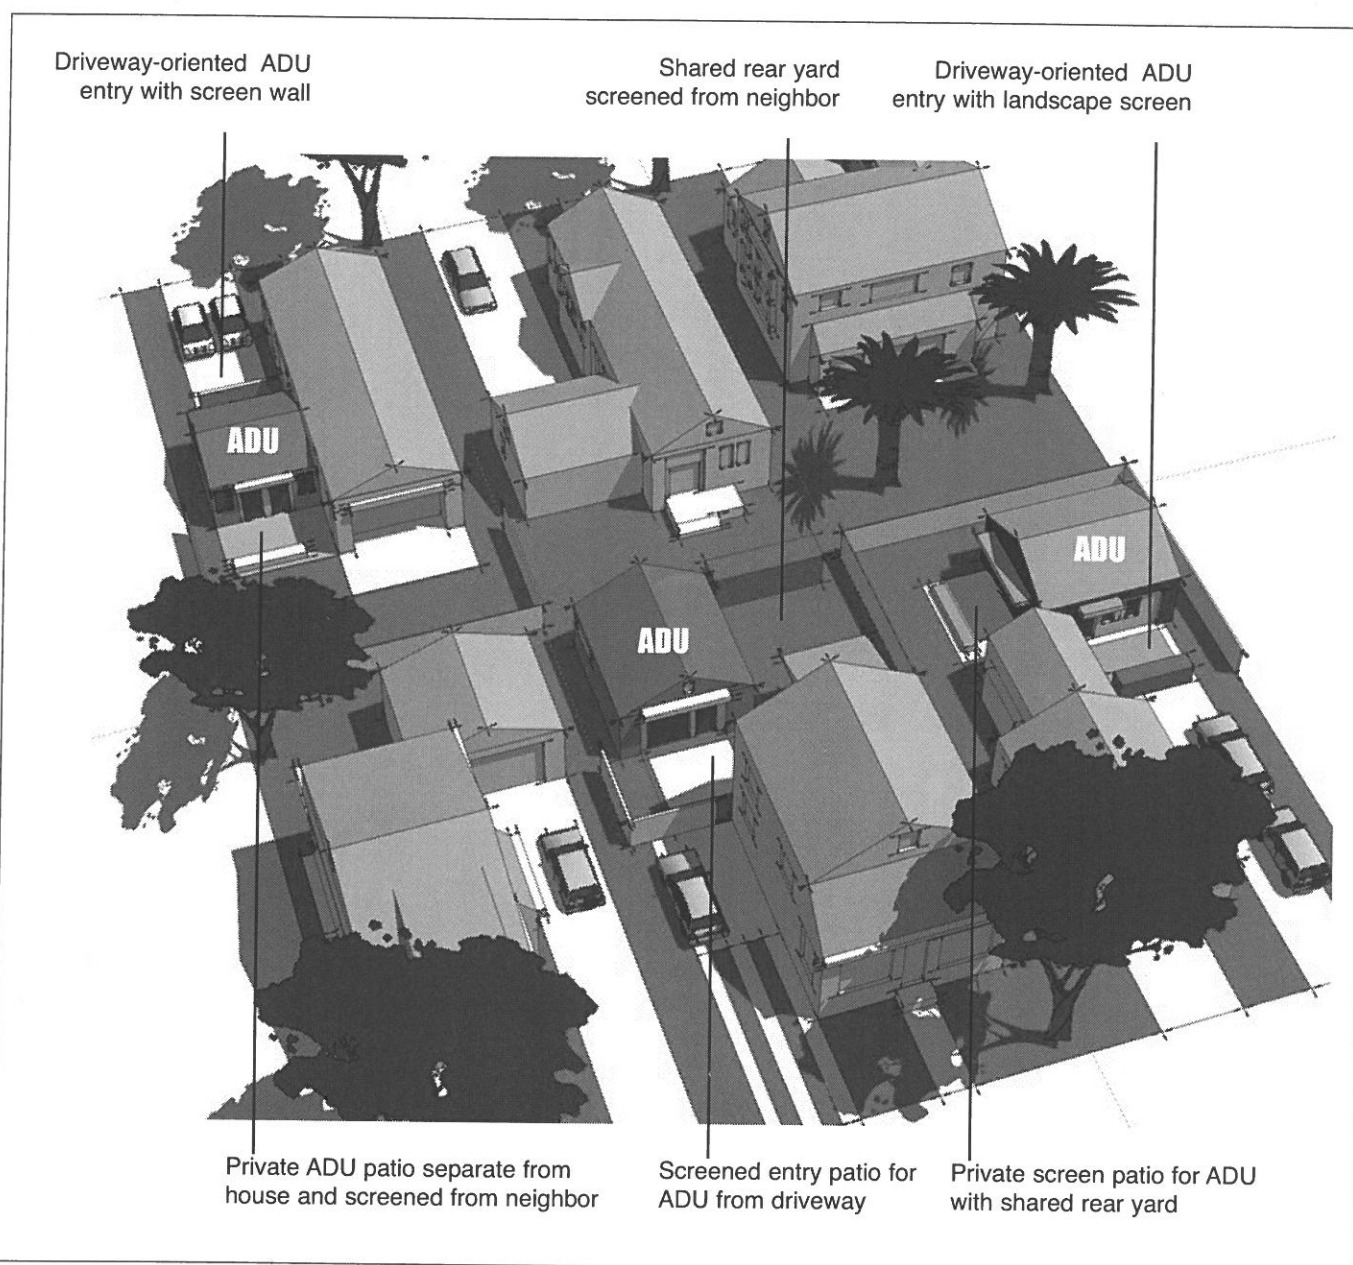 Driveway-oriented ADU
entry with screen wall
Shared rear yard
screened from neighbor
Driveway-oriented ADU
entry with landscape screen
ADU
ADU
ADU
Private ADU patio separate from
house and screened from neighbor
Screened entry patio for
ADU from driveway
Private screen patio for ADU
with shared rear yard